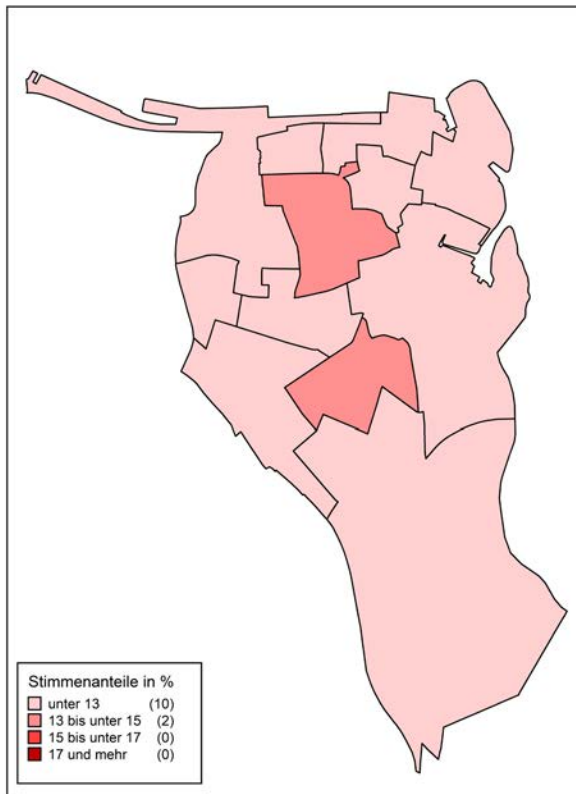 Stimmenanteile in %
unter 13 (10)
13 bis unter 15 (2)
15 bis unter 17 (0)
17 und mehr (0)